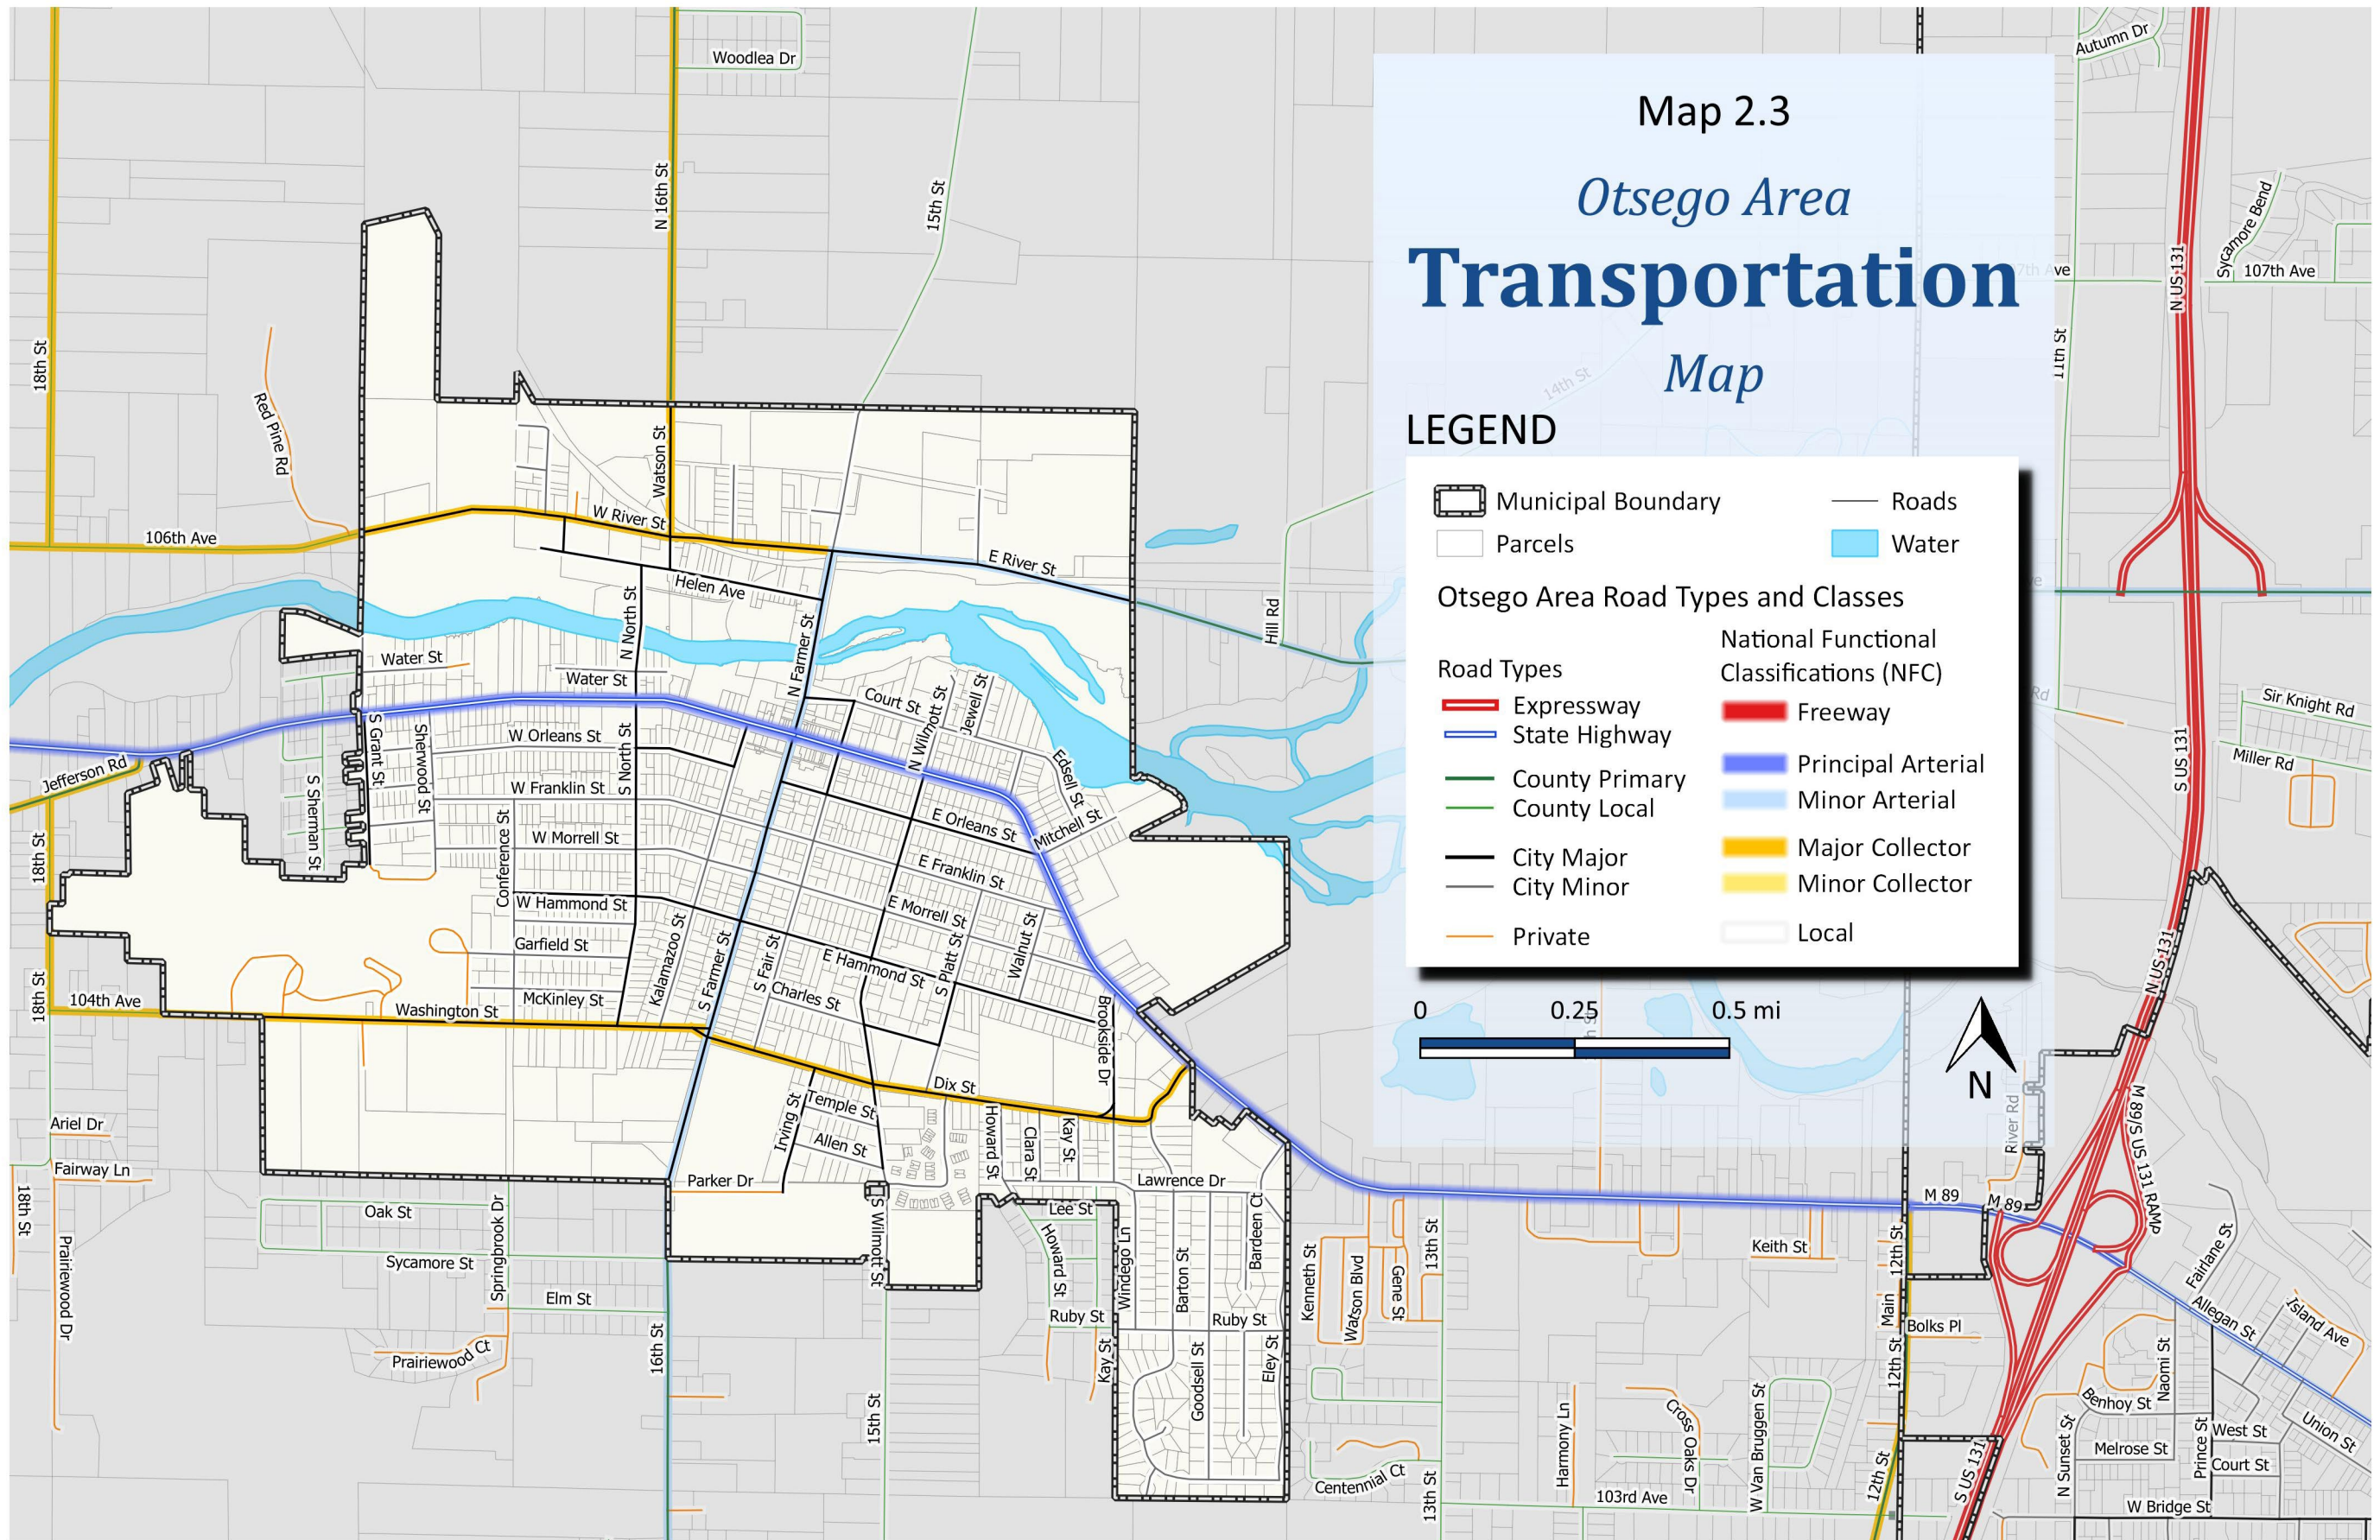 Map 2.3
Otsego Area
Transportation
Map
LEGEND
Municipal Boundary
Roads
Parcels
Water
Otsego Area Road Types and Classes
Road Types
Expressway
State Highway
County Primary
County Local
City Major
City Minor
Private
National Functional
Classifications (NFC)
Freeway
Principal Arterial
Minor Arterial
Major Collector
Minor Collector
Local
0
0.25
0.5 mi
N
Woodlea Dr
Autumn Dr
N 16th St
15th St
Sycamore Bend
107th Ave
7th Ave
N US 131
18th St
11th St
14th St
Red Pine Rd
Watson St
W River St
106th Ave
E River St
Helen Ave
N North St
Hill Rd
N Farmer St
Water St
Water St
Court St
N Wilmott St
Jewell St
Rd
Sir Knight Rd
Miller Rd
S US 131
S Grant St
Sherwood St
W Orleans St
S North St
Jefferson Rd
S Sherman St
W Franklin St
Edsell St
Mitchell St
E Orleans St
18th St
Conference St
W Morrell St
E Franklin St
W Hammond St
E Morrell St
Garfield St
Kalamazoo St
S Farmer St
S Fair St
E Hammond St
S Platt St
Walnut St
N US 131
18th St
104th Ave
McKinley St
Washington St
Charles St
Brookside Dr
Dix St
Ariel Dr
Irving St
Temple St
Allen St
Howard St
Clara St
Kay St
River Rd
M 89/S US 131 RAMP
Fairway Ln
18th St
Parker Dr
Lawrence Dr
M 89
M 89
Oak St
Springbrook Dr
S Wilmott St
Lee St
Howard St
Windego Ln
Bardeen Ct
Barton St
Kenneth St
Watson Blvd
Gene St
13th St
Keith St
12th St
Fairlane St
Sycamore St
Prairiewood Dr
Elm St
Ruby St
Ruby St
Main
Bolks Pl
Allegan St
Island Ave
Prairiewood Ct
16th St
Kay St
Goodsell St
Eley St
12th St
Naomi St
15th St
Harmony Ln
Cross Oaks Dr
W Van Bruggen St
Benhoy St
N Sunset St
Prince St
West St
Union St
Melrose St
Court St
Centennial Ct
13th St
103rd Ave
12th St
S US 131
W Bridge St